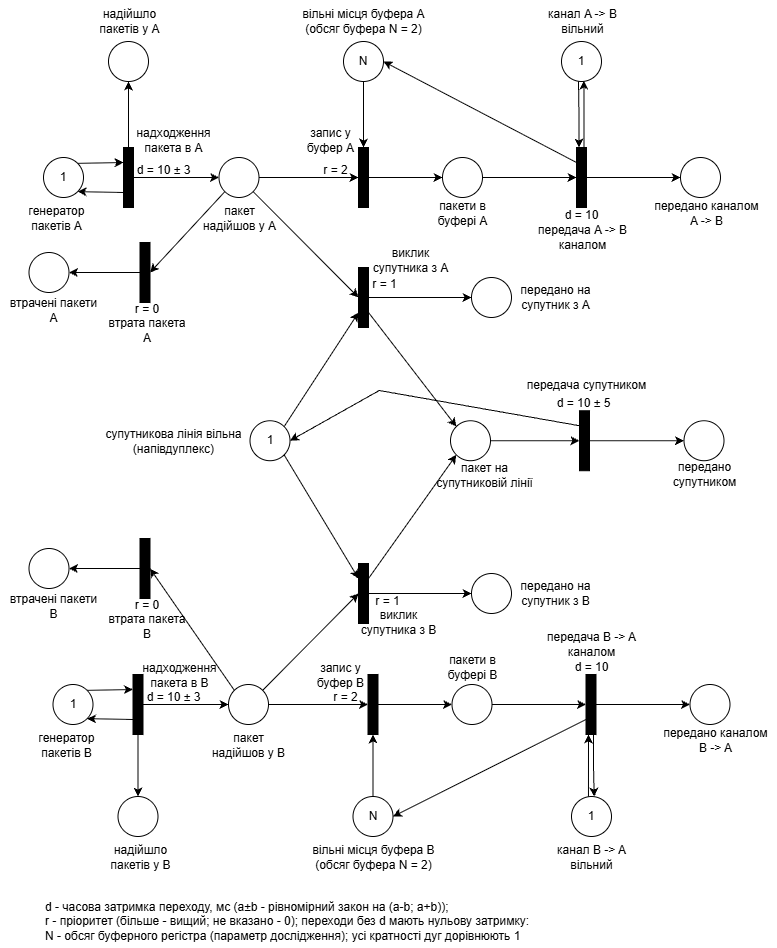 надійшло
пакетів у A
вільні місця буфера A
(обсяг буфера N = 2)
канал A -> B
вільний
N
1
надходження
пакета в A
d = 10 ± 3
запис у
буфер A
r = 2
1
генератор
пакетів A
пакет
надійшов у A
пакети в
буфері A
d = 10
передача A -> B
каналом
передано каналом
A -> B
виклик
супутника з A
r = 1
втрачені пакети
A
r = 0
втрата пакета
A
передано на
супутник з A
передача супутником
d = 10 ± 5
супутникова лінія вільна
(напівдуплекс)
1
пакет на
супутниковій лінії
передано
супутником
втрачені пакети
B
r = 0
втрата пакета
B
r = 1
виклик
супутника з B
передано на
супутник з B
передача B -> A
каналом
d = 10
надходження
пакета в B
d = 10 ± 3
запис у
буфер B
r = 2
пакети в
буфері B
1
генератор
пакетів B
пакет
надійшов у B
передано каналом
B -> A
N
1
надійшло
пакетів у B
вільні місця буфера B
(обсяг буфера N = 2)
канал B -> A
вільний
d - часова затримка переходу, мс (a±b - рівномірний закон на (a-b; a+b));
r - пріоритет (більше - вищий; не вказано - 0); переходи без d мають нульову затримку:
N - обсяг буферного регістра (параметр дослідження); усі кратності дуг дорівнюють 1